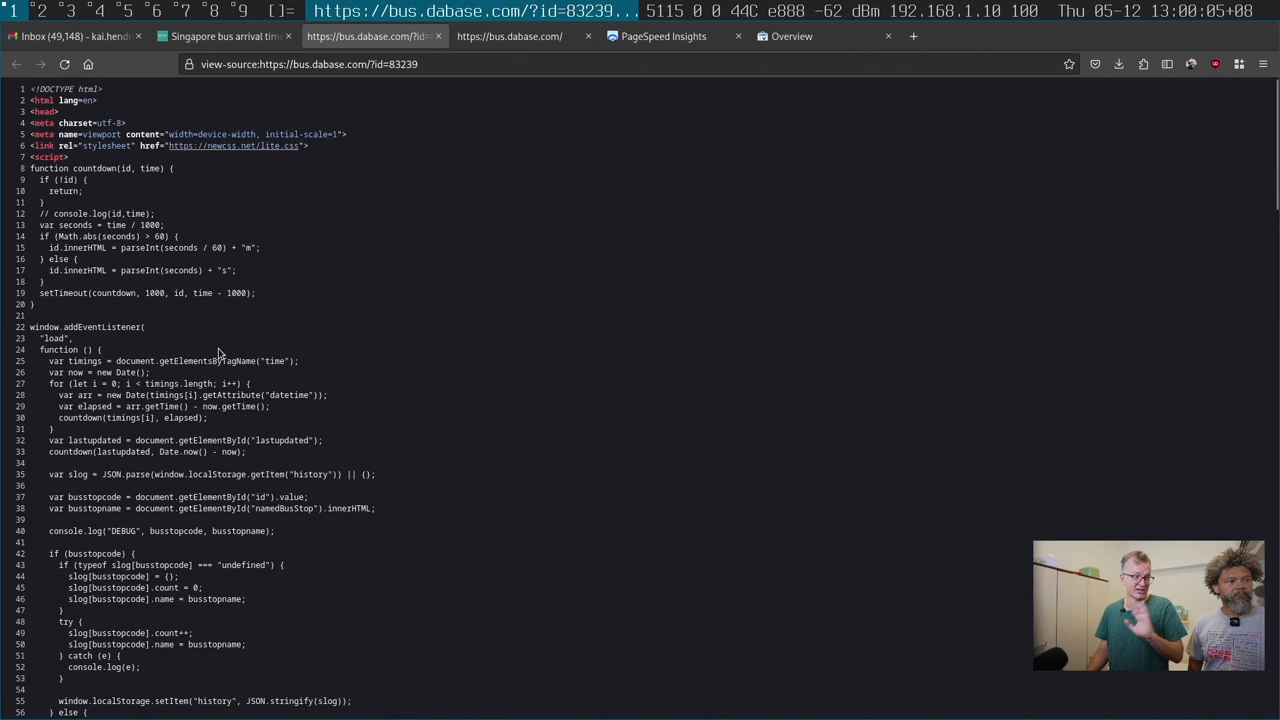 1 2 3 4 5 6 7 8 9 []= https://bus.dabase.com/?id=83239... 5115 0 0 44C e888 -62 dBm 192.168.1.10 100 Thu 05-12 13:00:05+08
Inbox (49,148) - kai.hendr Singapore bus arrival time https://bus.dabase.com/?id= https://bus.dabase.com/ PageSpeed Insights Overview
view-source:https://bus.dabase.com/?id=83239
1 <!DOCTYPE html>
2 <html lang=en>
3 <head>
4 <meta charset=utf-8>
5 <meta name=viewport content="width=device-width, initial-scale=1">
6 <link rel="stylesheet" href="https://newcss.net/lite.css">
7 <script>
8 function countdown(id, time) {
9 if (!id) {
10 return;
11 }
12 // console.log(id,time);
13 var seconds = time / 1000;
14 if (Math.abs(seconds) > 60) {
15 id.innerHTML = parseInt(seconds / 60) + "m";
16 } else {
17 id.innerHTML = parseInt(seconds) + "s";
18 }
19 setTimeout(countdown, 1000, id, time - 1000);
20 }
21
22 window.addEventListener(
23 "load",
24 function () {
25 var timings = document.getElementsByTagName("time");
26 var now = new Date();
27 for (let i = 0; i < timings.length; i++) {
28 var arr = new Date(timings[i].getAttribute("datetime"));
29 var elapsed = arr.getTime() - now.getTime();
30 countdown(timings[i], elapsed);
31 }
32 var lastupdated = document.getElementById("lastupdated");
33 countdown(lastupdated, Date.now() - now);
34
35 var slog = JSON.parse(window.localStorage.getItem("history")) || {};
36
37 var busstopcode = document.getElementById("id").value;
38 var busstopname = document.getElementById("namedBusStop").innerHTML;
39
40 console.log("DEBUG", busstopcode, busstopname);
41
42 if (busstopcode) {
43 if (typeof slog[busstopcode] === "undefined") {
44 slog[busstopcode] = {};
45 slog[busstopcode].count = 0;
46 slog[busstopcode].name = busstopname;
47 }
48 try {
49 slog[busstopcode].count++;
50 slog[busstopcode].name = busstopname;
51 } catch (e) {
52 console.log(e);
53 }
54
55 window.localStorage.setItem("history", JSON.stringify(slog));
56 } else {